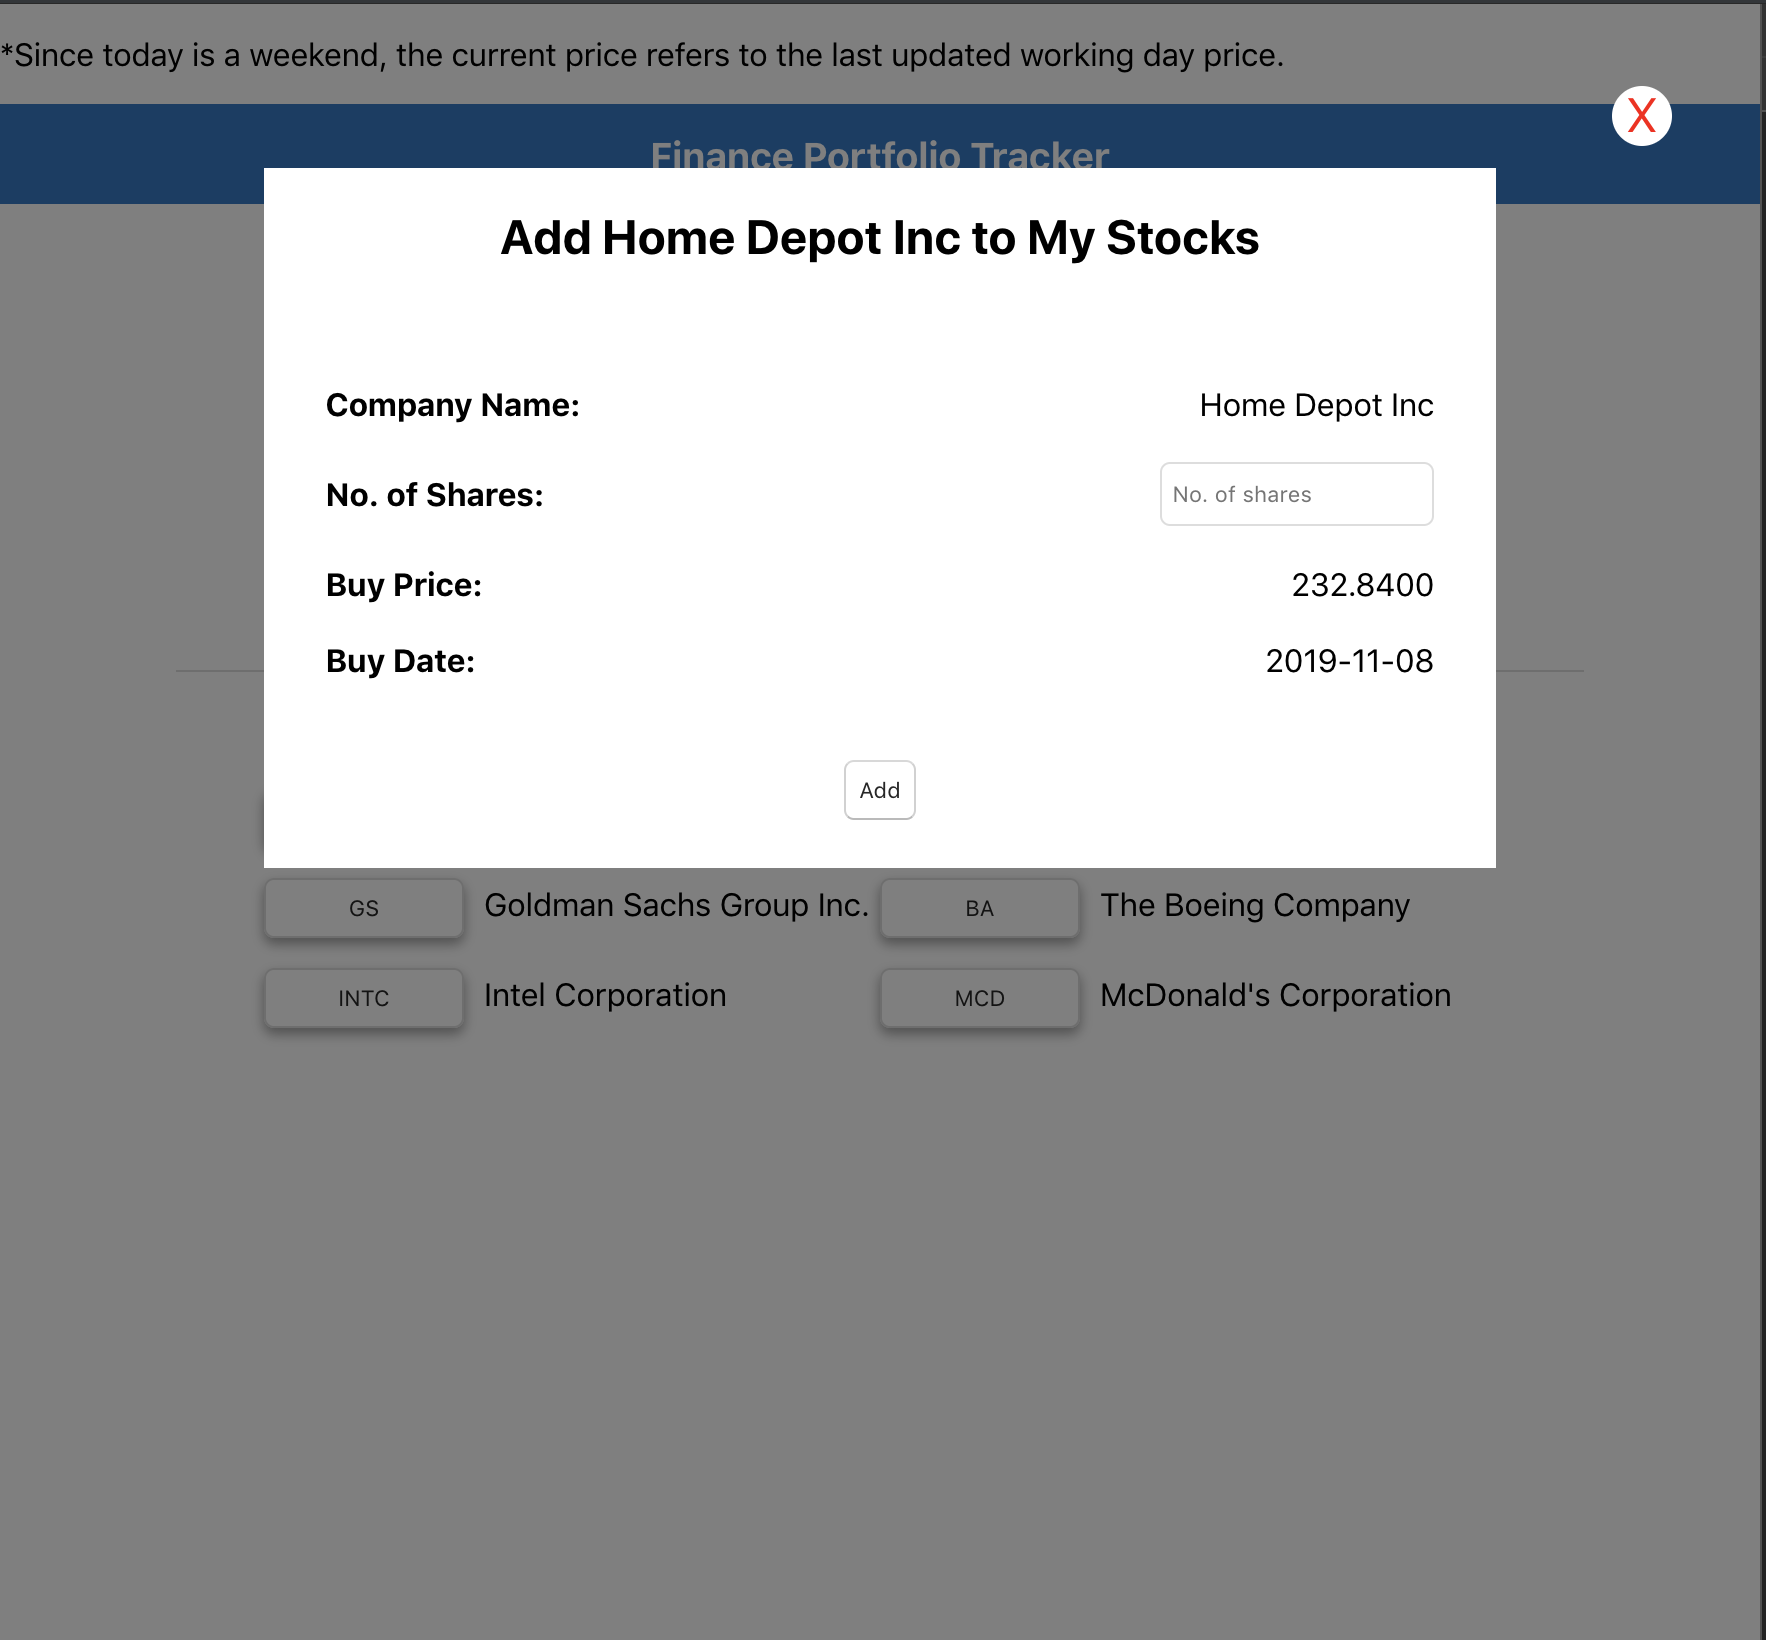 *Since today is a weekend, the current price refers to the last updated working day price.
X
Finance Portfolio Tracker
Add Home Depot Inc to My Stocks
Company Name: Home Depot Inc
No. of Shares: No. of shares
Buy Price: 232.8400
Buy Date: 2019-11-08
Add
GS Goldman Sachs Group Inc. BA The Boeing Company
INTC Intel Corporation MCD McDonald's Corporation